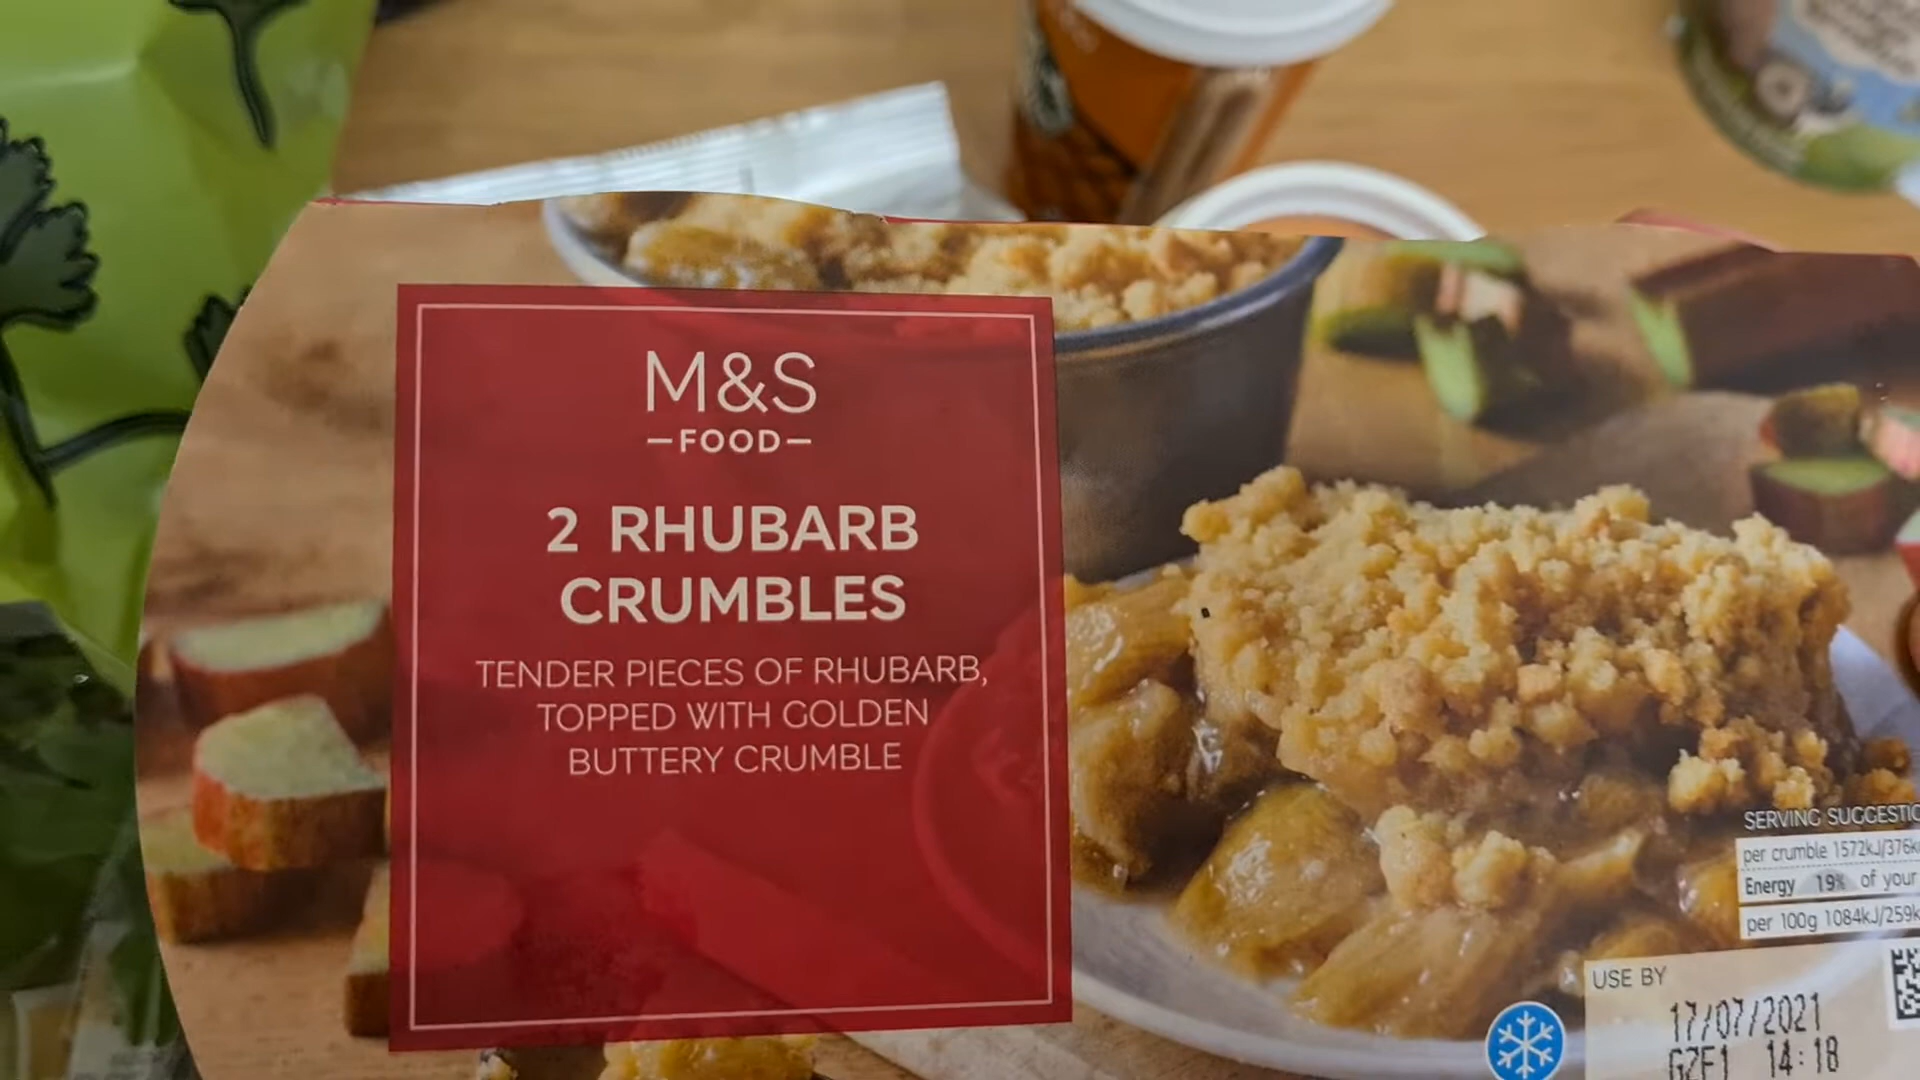 M&S
FOOD
2 RHUBARB
CRUMBLES
TENDER PIECES OF RHUBARB,
TOPPED WITH GOLDEN
BUTTERY CRUMBLE
SERVING SUGGESTIO
per crumble 1572kJ/376k
Energy 19% of your
per 100g 1084kJ/259k
USE BY
17/07/2021
GZF1 14:18